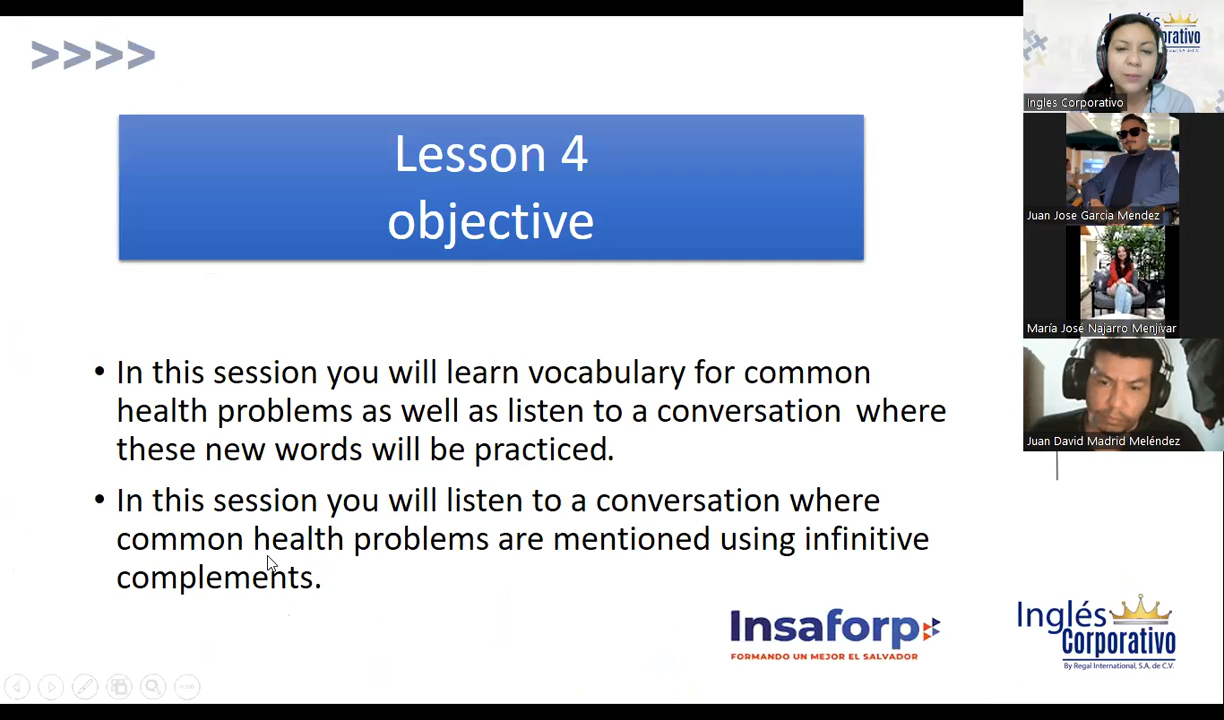 >>>>
Lesson 4
objective
• In this session you will learn vocabulary for common
health problems as well as listen to a conversation where
these new words will be practiced.
• In this session you will listen to a conversation where
common health problems are mentioned using infinitive
complements.
Insaforp
FORMANDO UN MEJOR EL SALVADOR
Inglés
Corporativo
By Regal International, S.A. de C.V.
Inglés
orativo
Ingles Corporativo
Juan Jose García Mendez
María José Najarro Menjívar
Juan David Madrid Meléndez